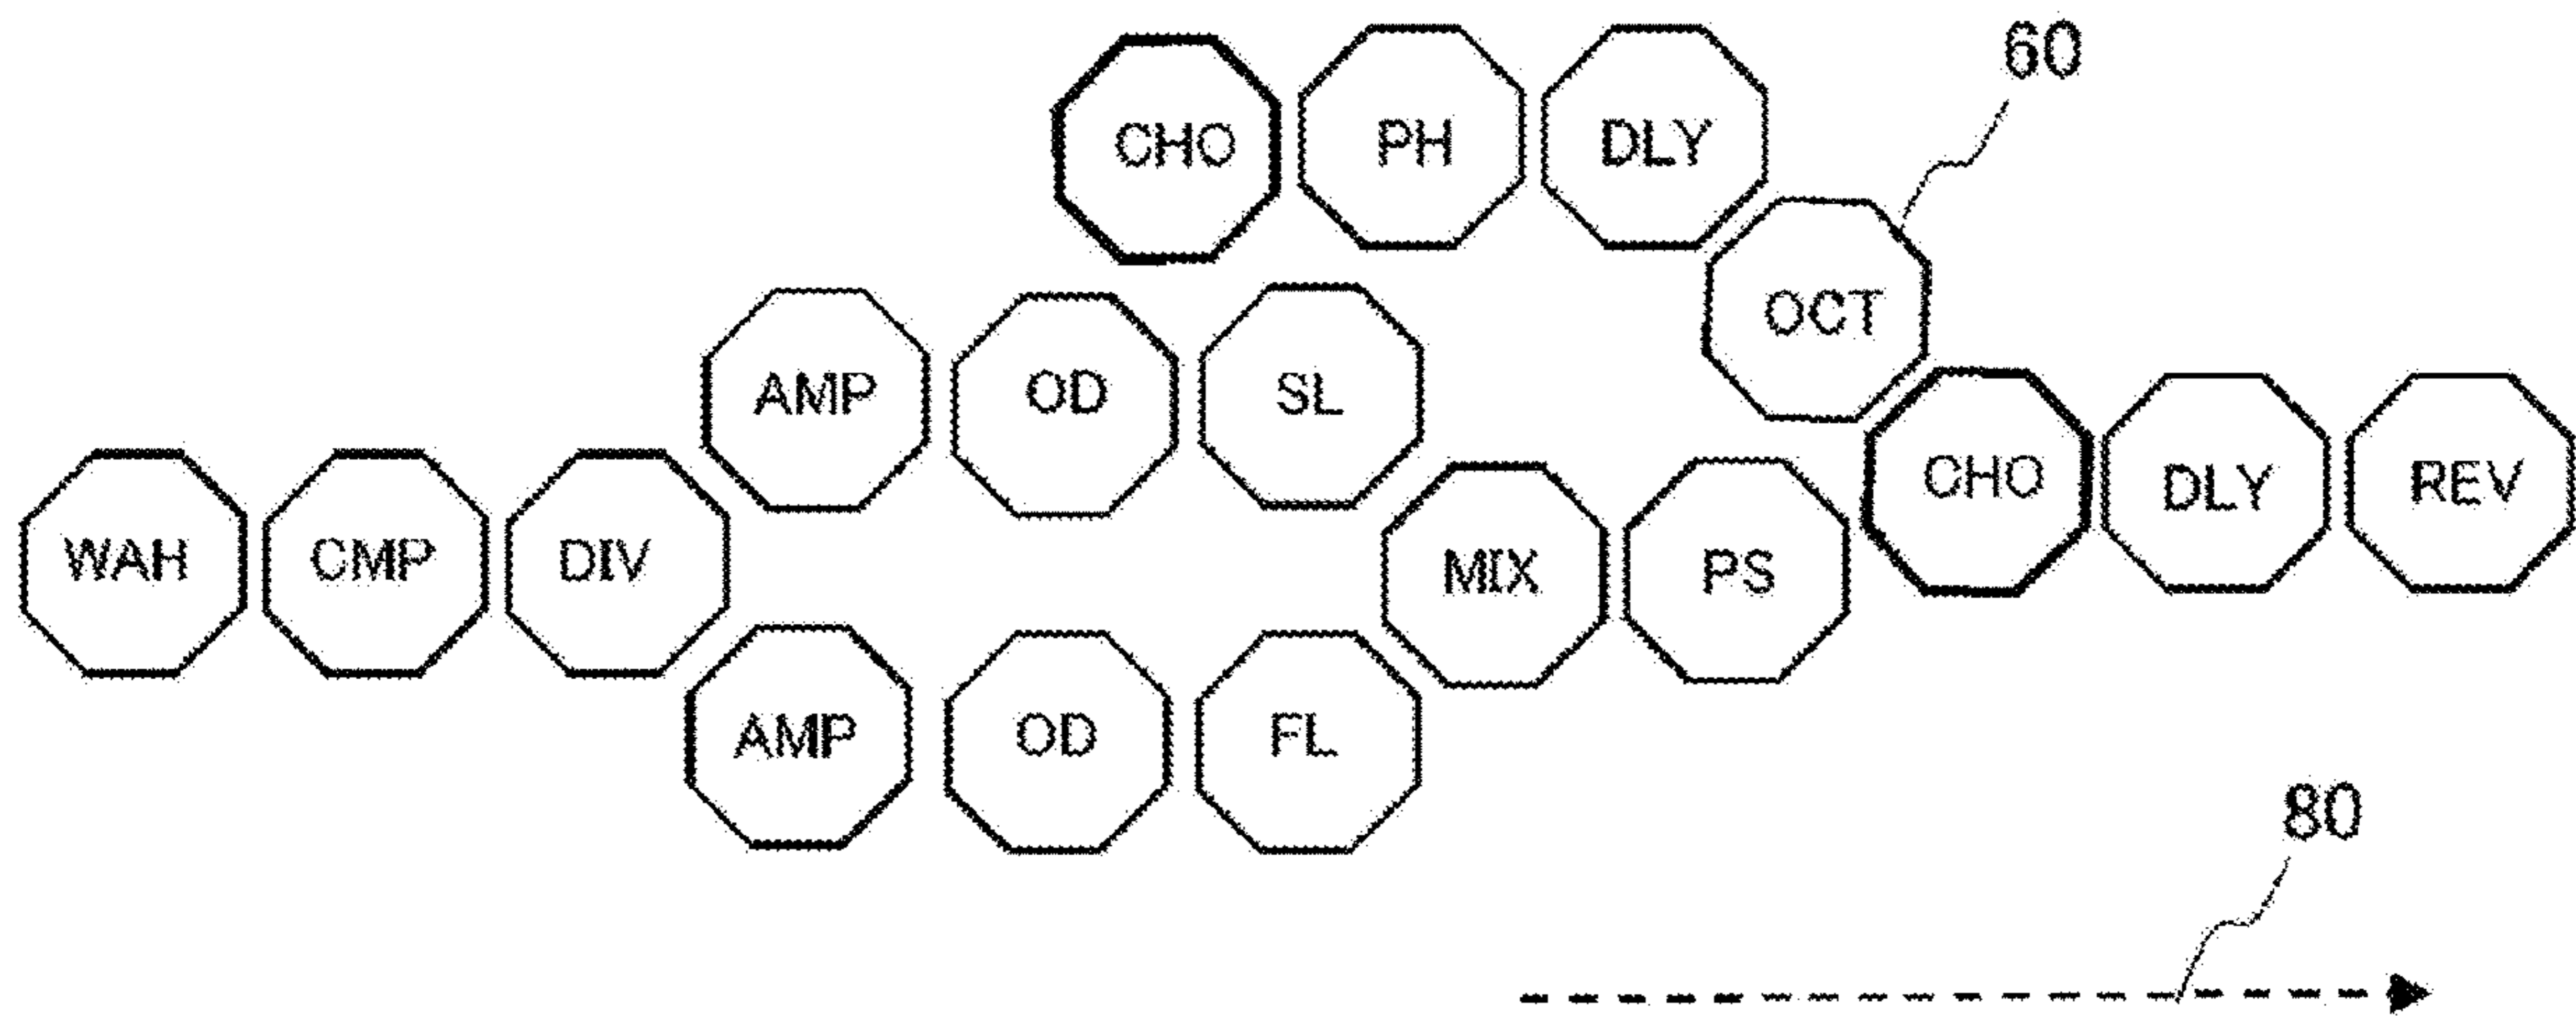 60
CHO PH DLY
OCT
AMP OD SL
CHO DLY REV
WAH CMP DIV
MIX PS
AMP OD FL
80